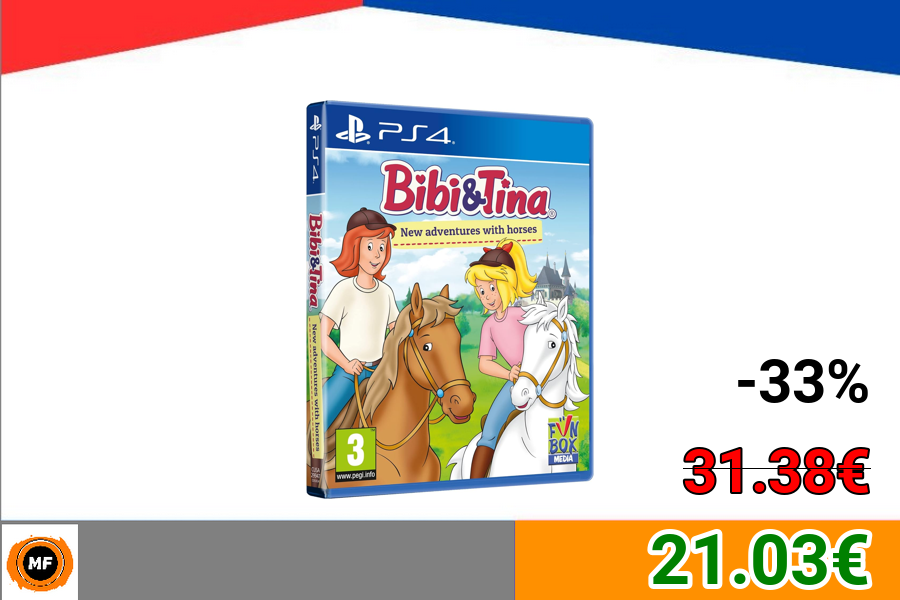 PS4
PS4
Bibi&Tina
New adventures with horses
Bibi&Tina
New adventures with horses
3
www.pegi.info
FUN
BOX
MEDIA
-33%
31.38€
21.03€
MF